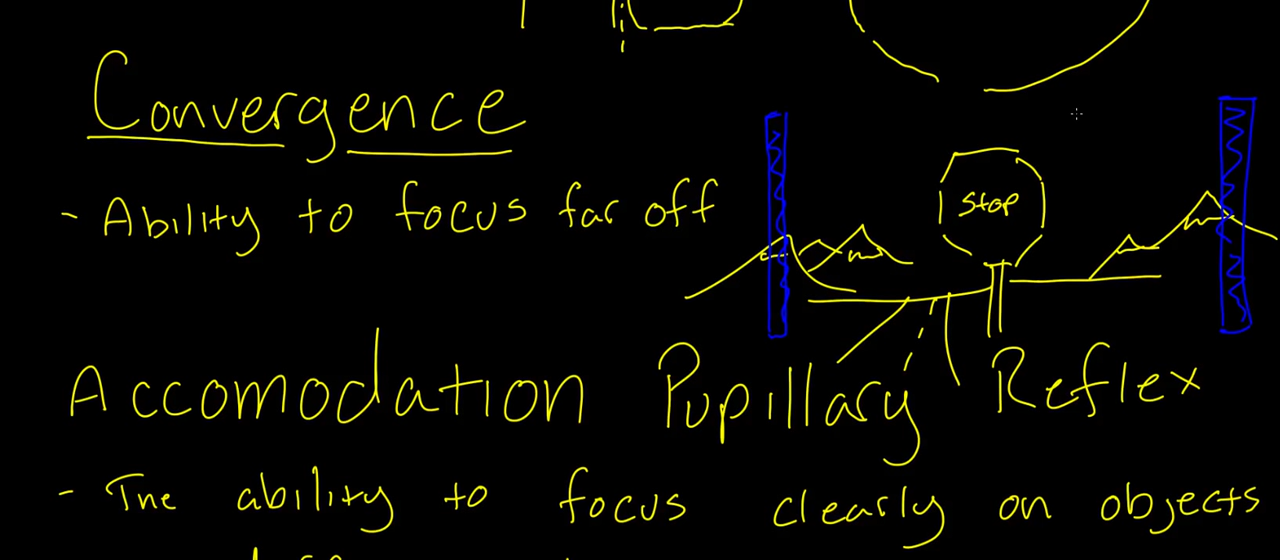 Convergence
- Ability to focus far off
Stop
Accomodation Pupillary Reflex
- The ability to focus clearly on objects